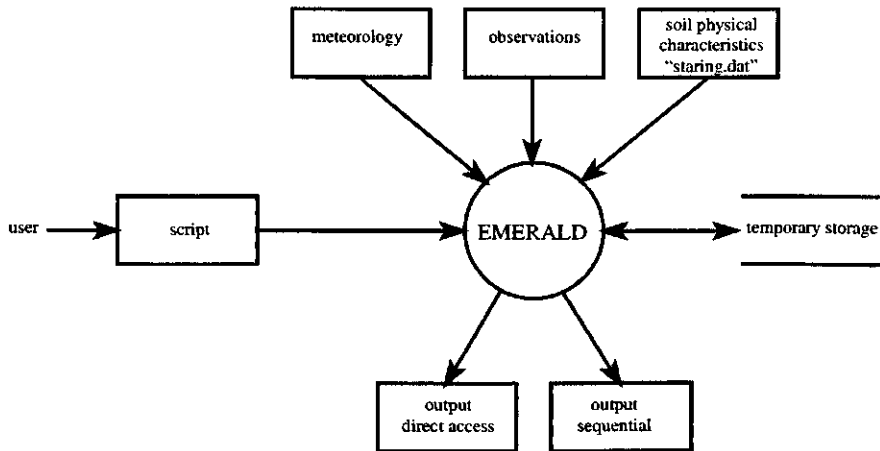 meteorology
observations
soil physical
characteristics
"staring.dat"
user
script
EMERALD
temporary storage
output
direct access
output
sequential